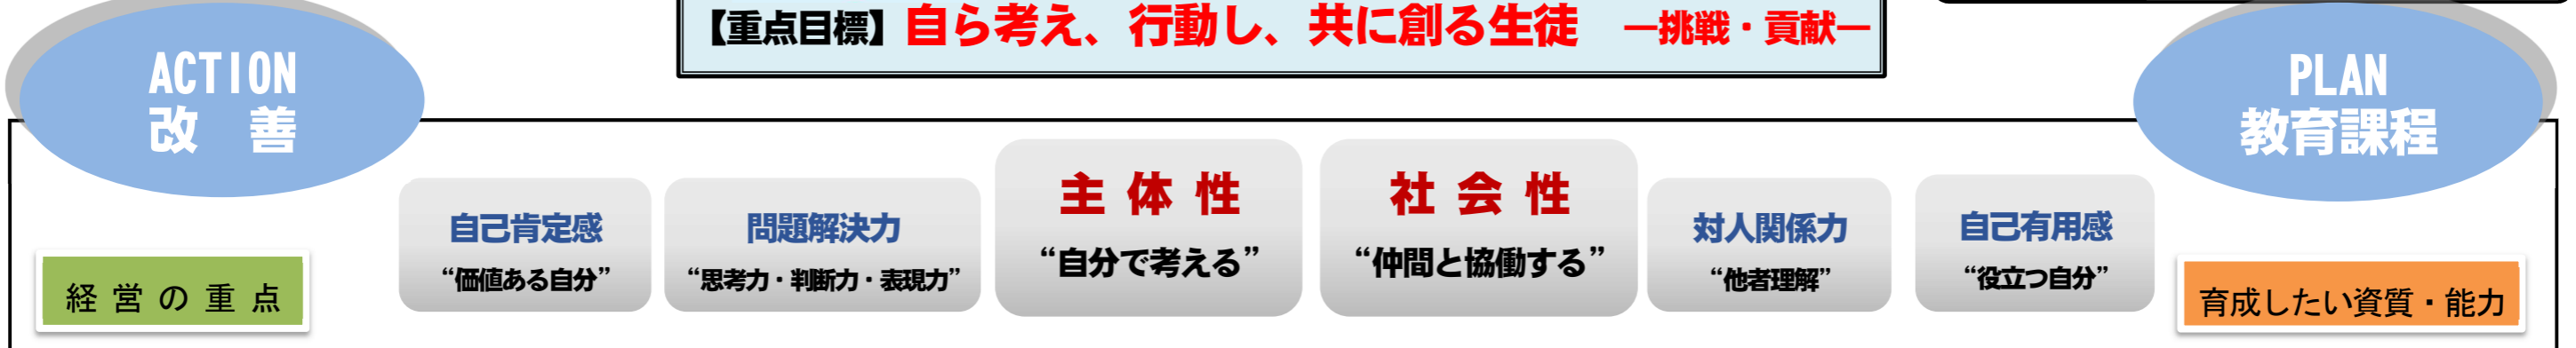 【重点目標】自ら考え、行動し、共に創る生徒　―挑戦・貢献―
ACTION
改　善
PLAN
教育課程
自己肯定感
“価値ある自分”
問題解決力
“思考力・判断力・表現力”
主 体 性
“自分で考える”
社 会 性
“仲間と協働する”
対人関係力
“他者理解”
自己有用感
“役立つ自分”
経 営 の 重 点
育成したい資質・能力